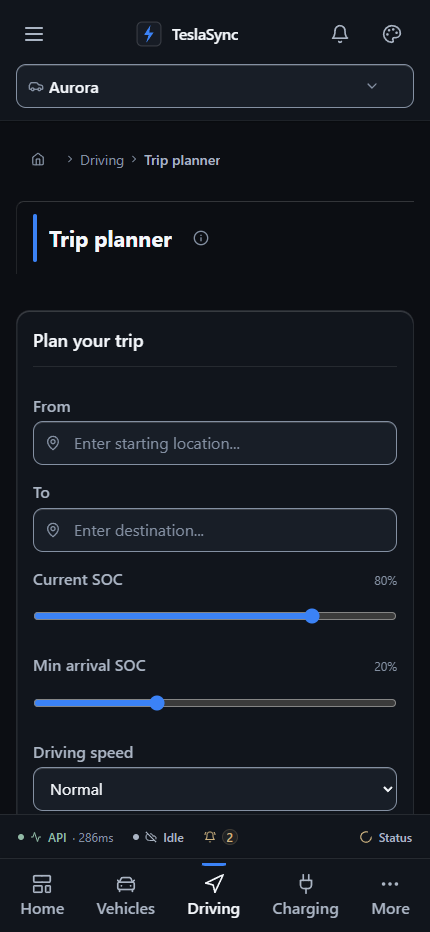 TeslaSync
Aurora
Driving Trip planner
Trip planner
Plan your trip
From
Enter starting location...
To
Enter destination...
Current SOC 80%
Min arrival SOC 20%
Driving speed
Normal
API · 286ms Idle 2 Status
Home Vehicles Driving Charging More